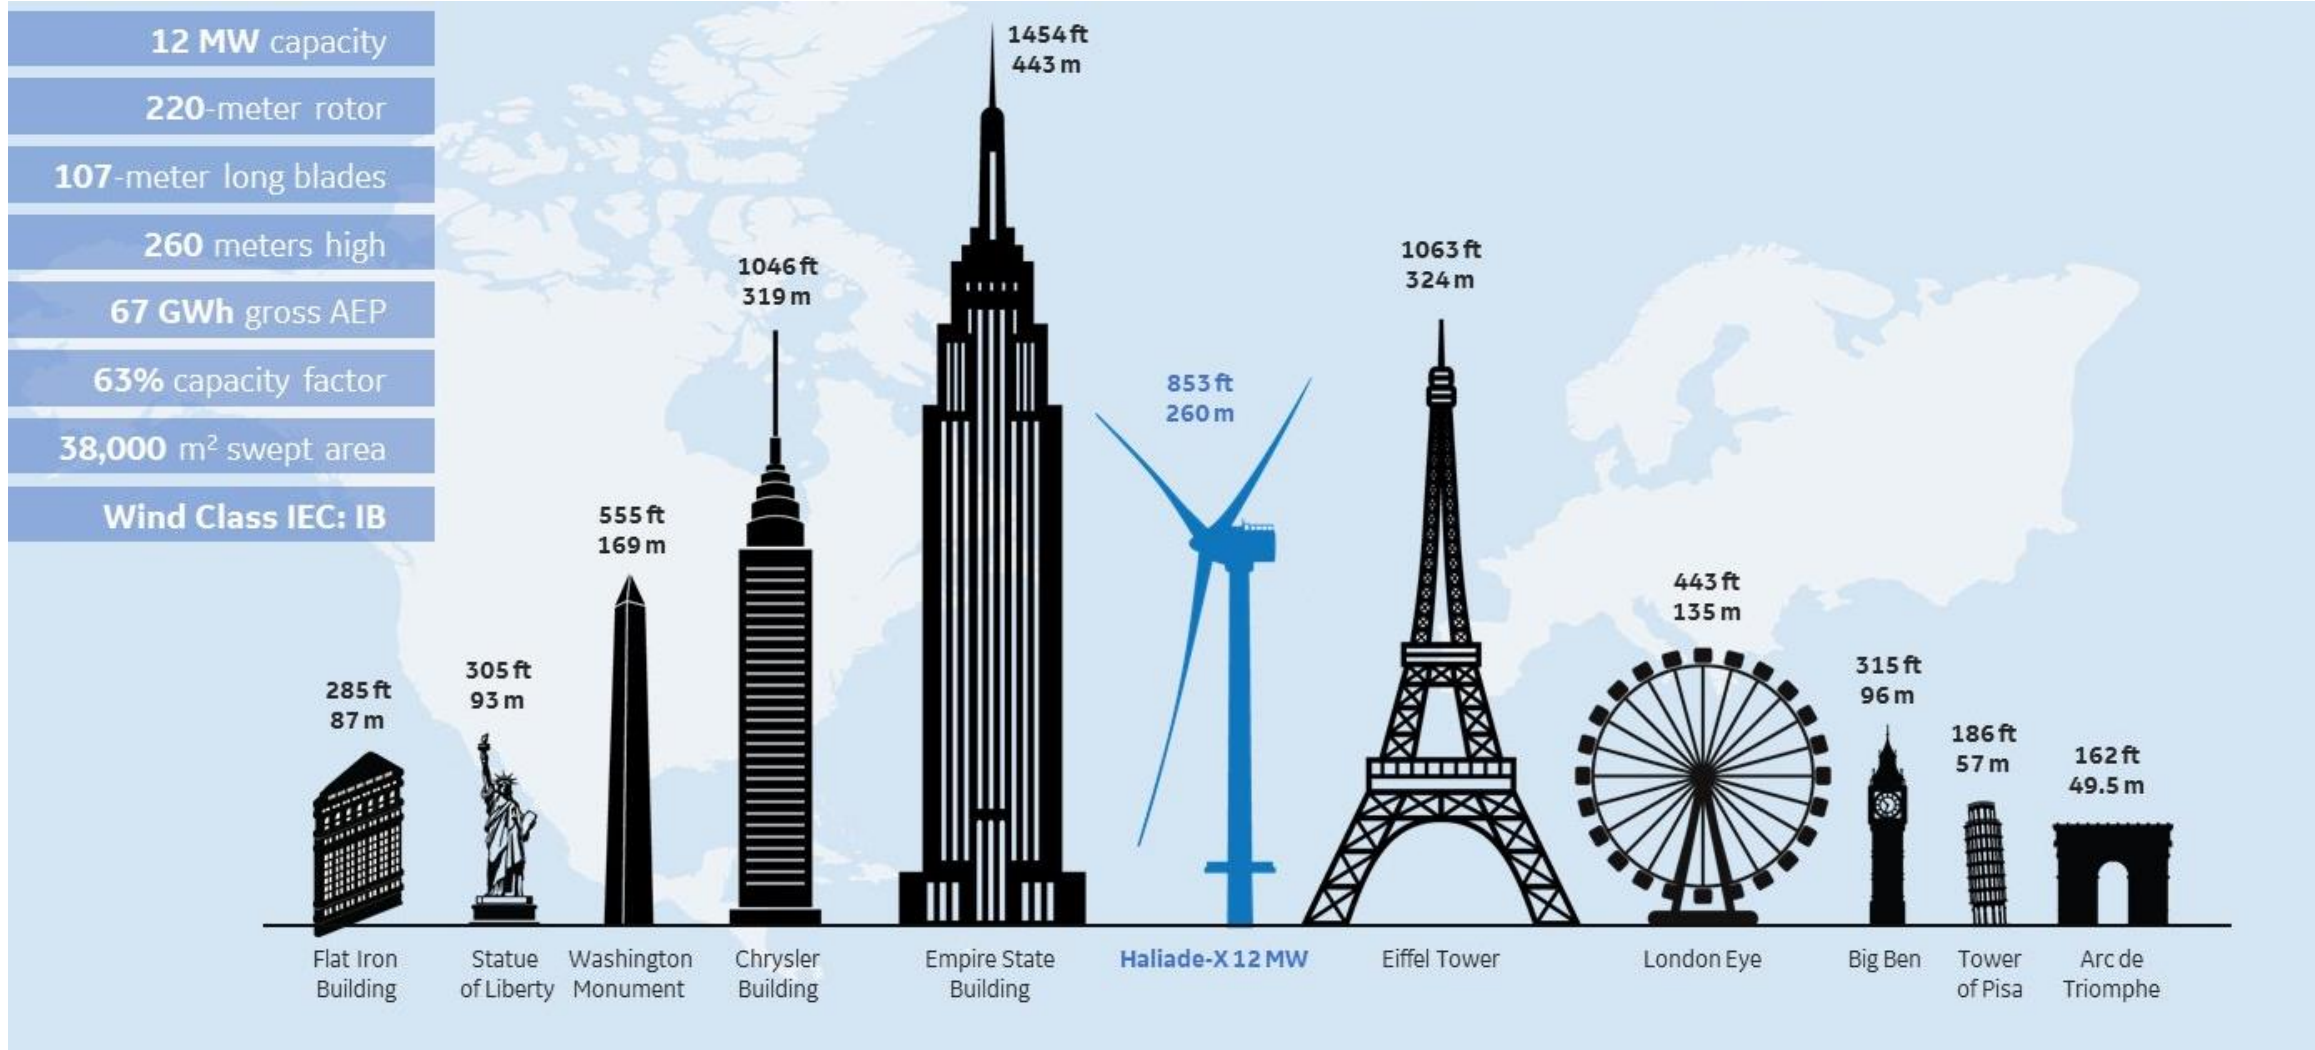 12 MW capacity
220-meter rotor
107-meter long blades
260 meters high
67 GWh gross AEP
63% capacity factor
38,000 m² swept area
Wind Class IEC: IB
285 ft
87 m
305 ft
93 m
555 ft
169 m
1046 ft
319 m
1454 ft
443 m
853 ft
260 m
1063 ft
324 m
443 ft
135 m
315 ft
96 m
186 ft
57 m
162 ft
49.5 m
Flat Iron
Building
Statue
of Liberty
Washington
Monument
Chrysler
Building
Empire State
Building
Haliade-X 12 MW
Eiffel Tower
London Eye
Big Ben
Tower
of Pisa
Arc de
Triomphe